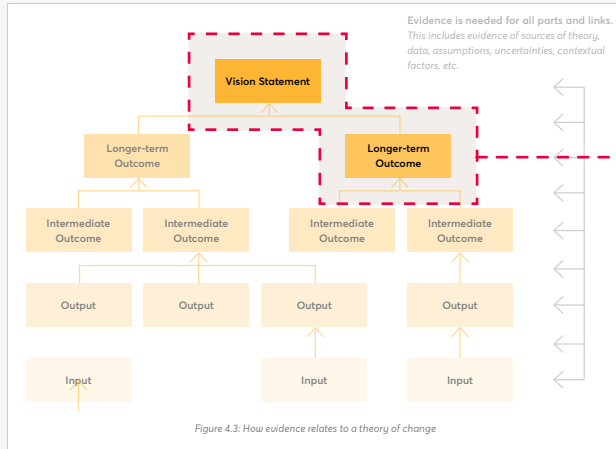 Evidence is needed for all parts and links.
This includes evidence of sources of theory,
data, assumptions, uncertainties, contextual
factors, etc.
Vision Statement
Longer-term
Outcome
Longer-term
Outcome
Intermediate
Outcome
Intermediate
Outcome
Intermediate
Outcome
Intermediate
Outcome
Output
Output
Output
Output
Input
Input
Input
Figure 4.3: How evidence relates to a theory of change